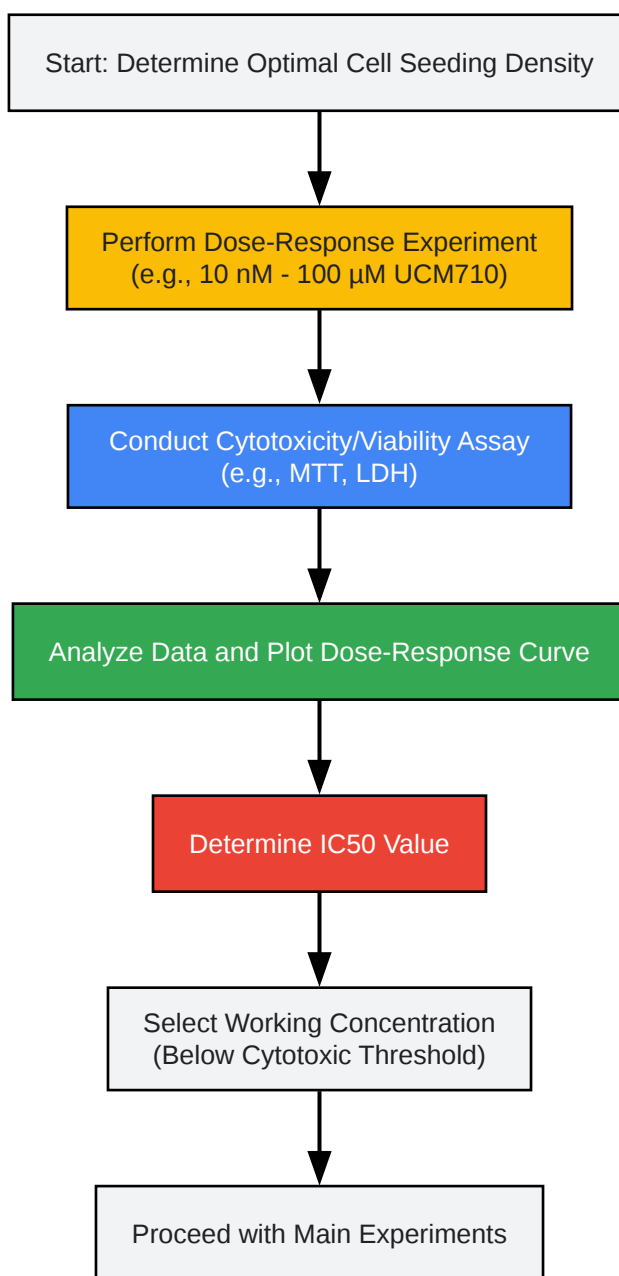 Start: Determine Optimal Cell Seeding Density
Perform Dose-Response Experiment
(e.g., 10 nM - 100 µM UCM710)
Conduct Cytotoxicity/Viability Assay
(e.g., MTT, LDH)
Analyze Data and Plot Dose-Response Curve
Determine IC50 Value
Select Working Concentration
(Below Cytotoxic Threshold)
Proceed with Main Experiments